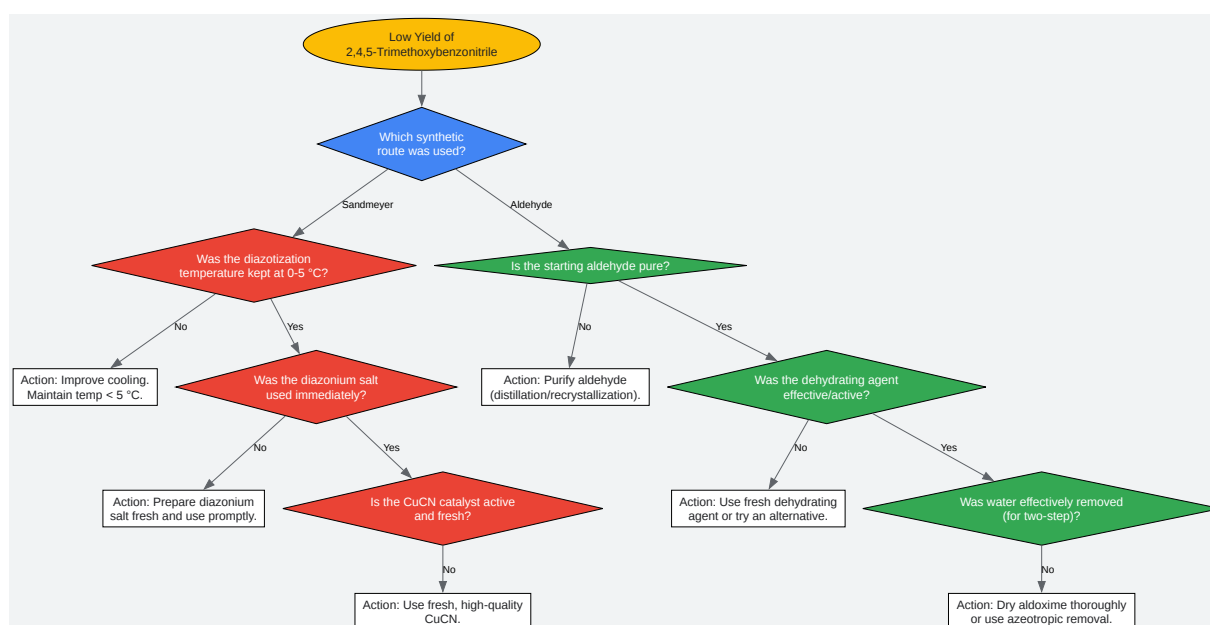 Low Yield of
2,4,5-Trimethoxybenzonitrile
Which synthetic
route was used?
Sandmeyer
Aldehyde
Was the diazotization
temperature kept at 0-5 °C?
Is the starting aldehyde pure?
No
Yes
No
Yes
Action: Improve cooling.
Maintain temp < 5 °C.
Was the diazonium salt
used immediately?
Action: Purify aldehyde
(distillation/recrystallization).
Was the dehydrating agent
effective/active?
No
Yes
No
Yes
Action: Prepare diazonium
salt fresh and use promptly.
Is the CuCN catalyst active
and fresh?
Action: Use fresh dehydrating
agent or try an alternative.
Was water effectively removed
(for two-step)?
No
No
Action: Use fresh, high-quality
CuCN.
Action: Dry aldoxime thoroughly
or use azeotropic removal.